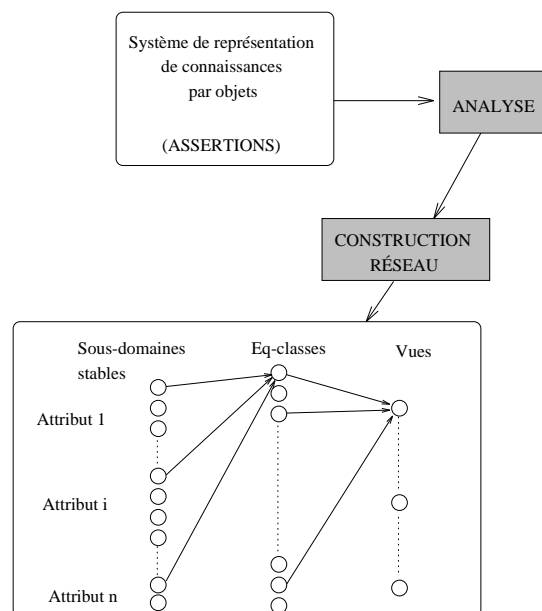 Système de représentation
de connaissances
par objets
(ASSERTIONS)
ANALYSE
CONSTRUCTION
RÉSEAU
Sous-domaines
stables
Eq-classes
Vues
Attribut 1
Attribut i
Attribut n